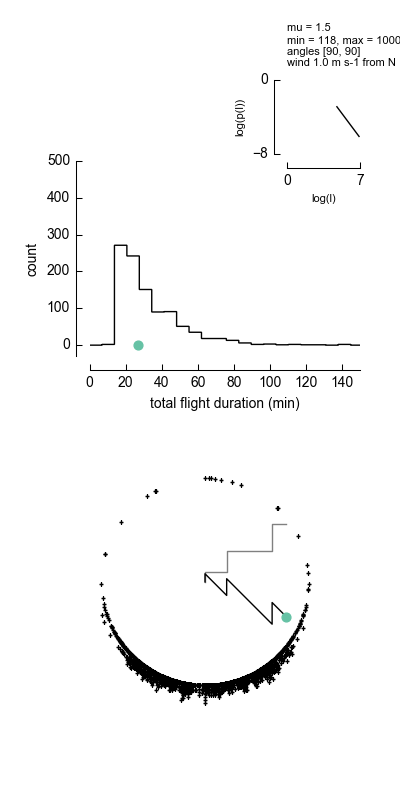 mu = 1.5
min = 118, max = 1000
angles [90, 90]
wind 1.0 m s-1 from N
0
log(p(l))
−8
0 7
log(l)
500
400
300
200
100
0
count
0 20 40 60 80 100 120 140
total flight duration (min)